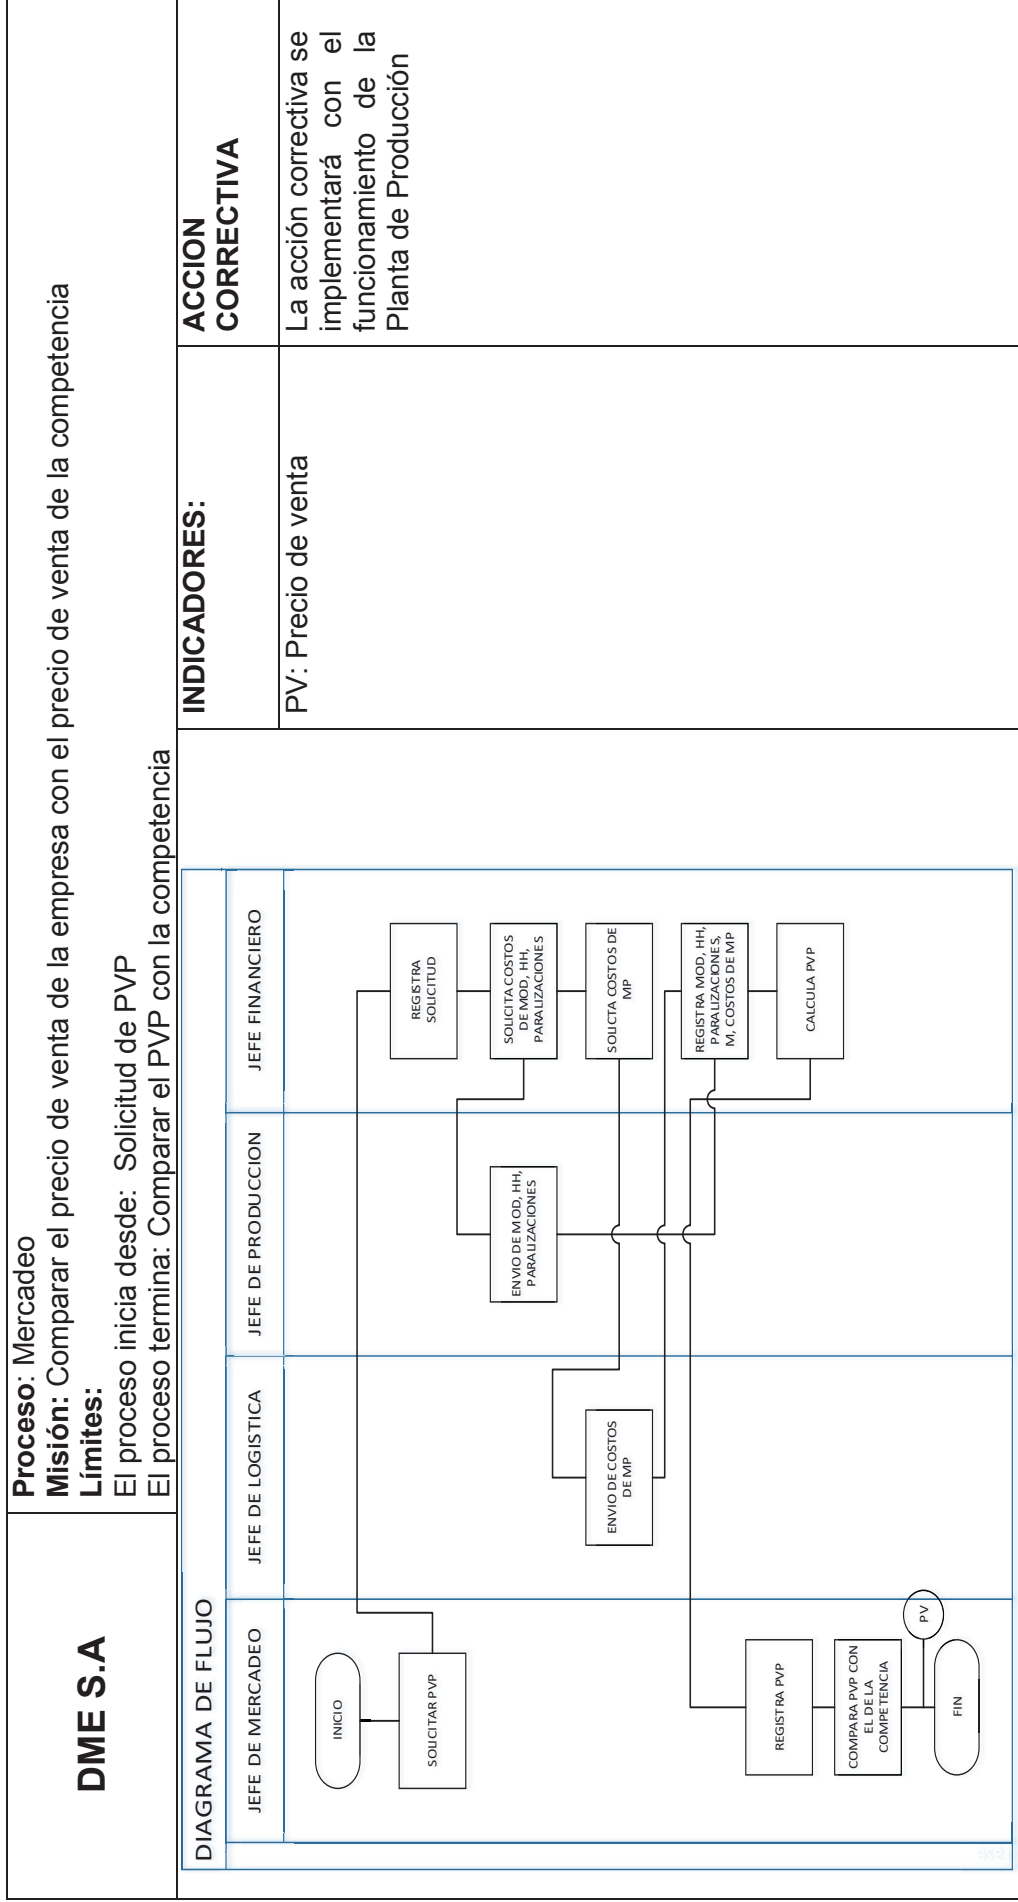 DME S.A
Proceso: Mercadeo
Misión: Comparar el precio de venta de la empresa con el precio de venta de la competencia
Límites:
El proceso inicia desde: Solicitud de PVP
El proceso termina: Comparar el PVP con la competencia
INDICADORES:
ACCION
CORRECTIVA
PV: Precio de venta
La acción correctiva se
implementará con el
funcionamiento de la
Planta de Producción
DIAGRAMA DE FLUJO
JEFE DE MERCADEO
JEFE DE LOGISTICA
JEFE DE PRODUCCION
JEFE FINANCIERO
INICIO
SOLICITAR PVP
REGISTRA
SOLICITUD
SOLICITA COSTOS
DE MOD, HH,
PARALIZACIONES
ENVIO DE MOD, HH,
PARALIZACIONES
SOLICTA COSTOS DE
MP
ENVIO DE COSTOS
DE MP
REGISTRA MOD, HH,
PARALIZACIONES,
M, COSTOS DE MP
CALCULA PVP
REGISTRA PVP
COMPARA PVP CON
EL DE LA
COMPETENCIA
PV
FIN